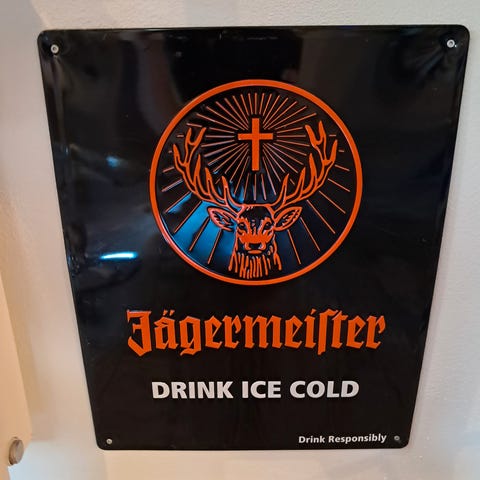 Jägermeiſter
DRINK ICE COLD
Drink Responsibly